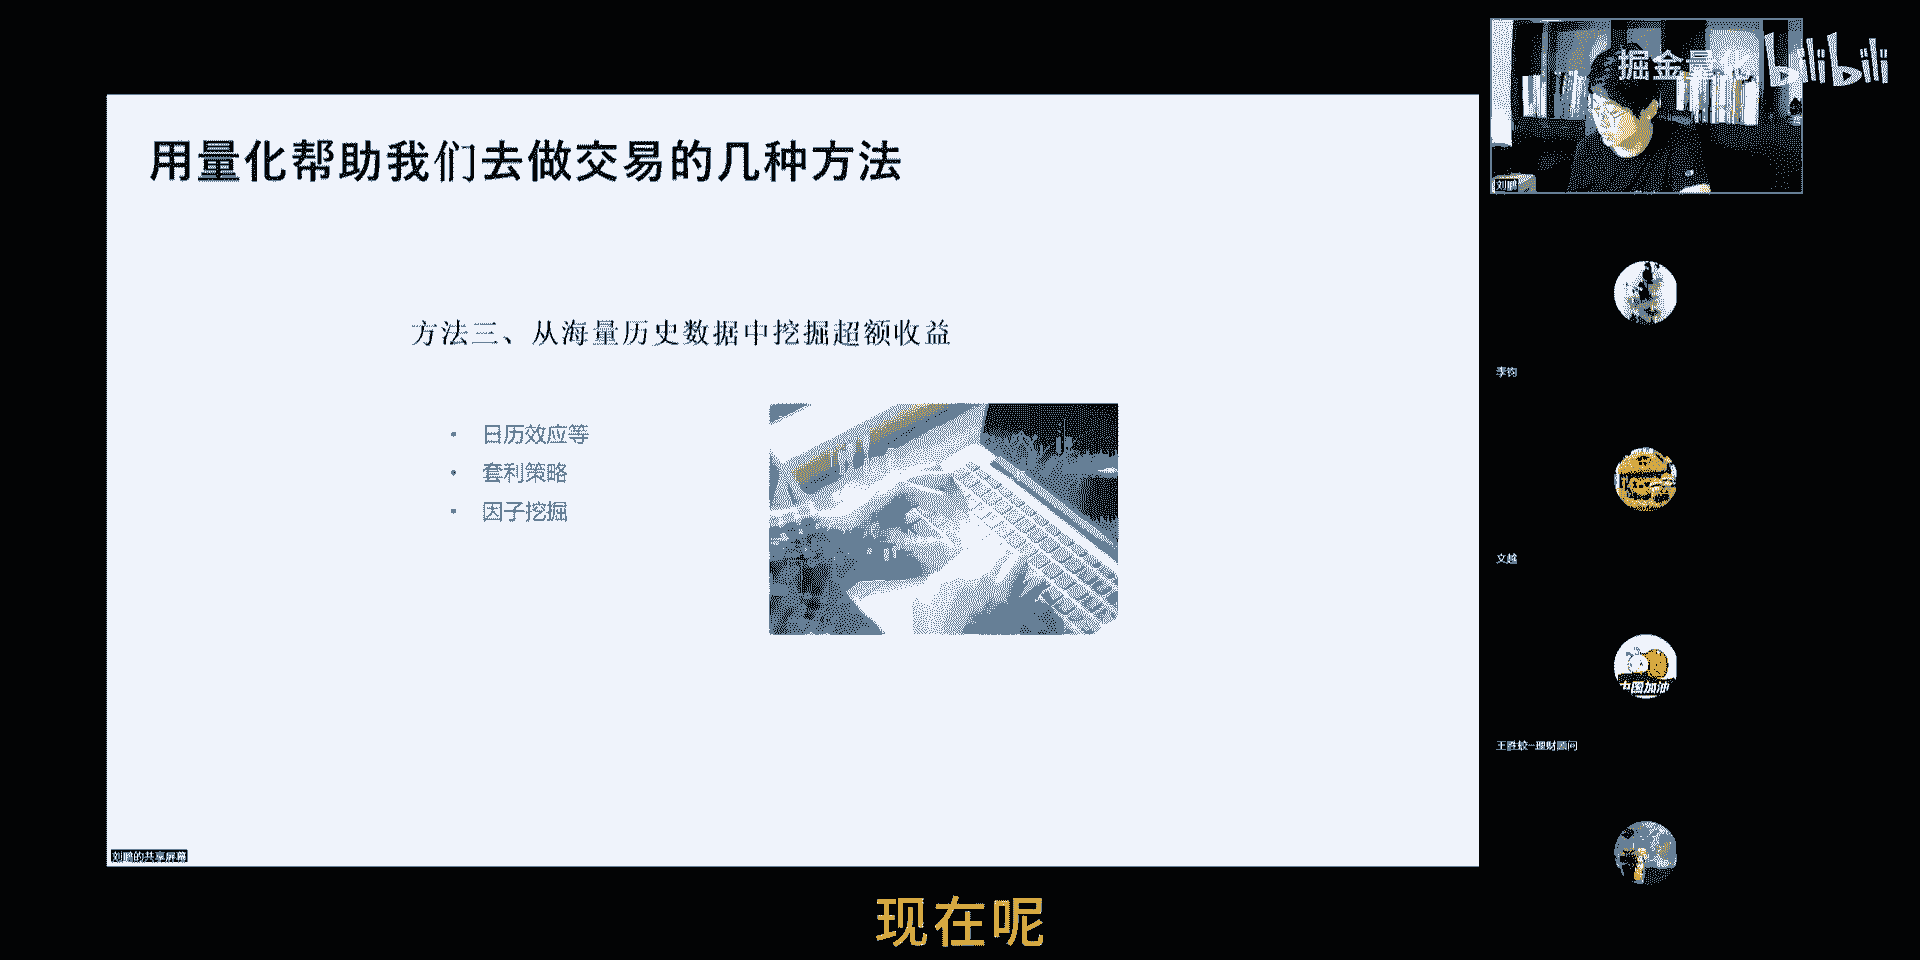 用量化帮助我们去做交易的几种方法
方法三、从海量历史数据中挖掘超额收益
• 日历效应等
• 套利策略
• 因子挖掘
刘鹏的共享屏幕
现在呢
掘金量化 bilibili
刘鹏
李钧
文越
中国加油
理财顾问